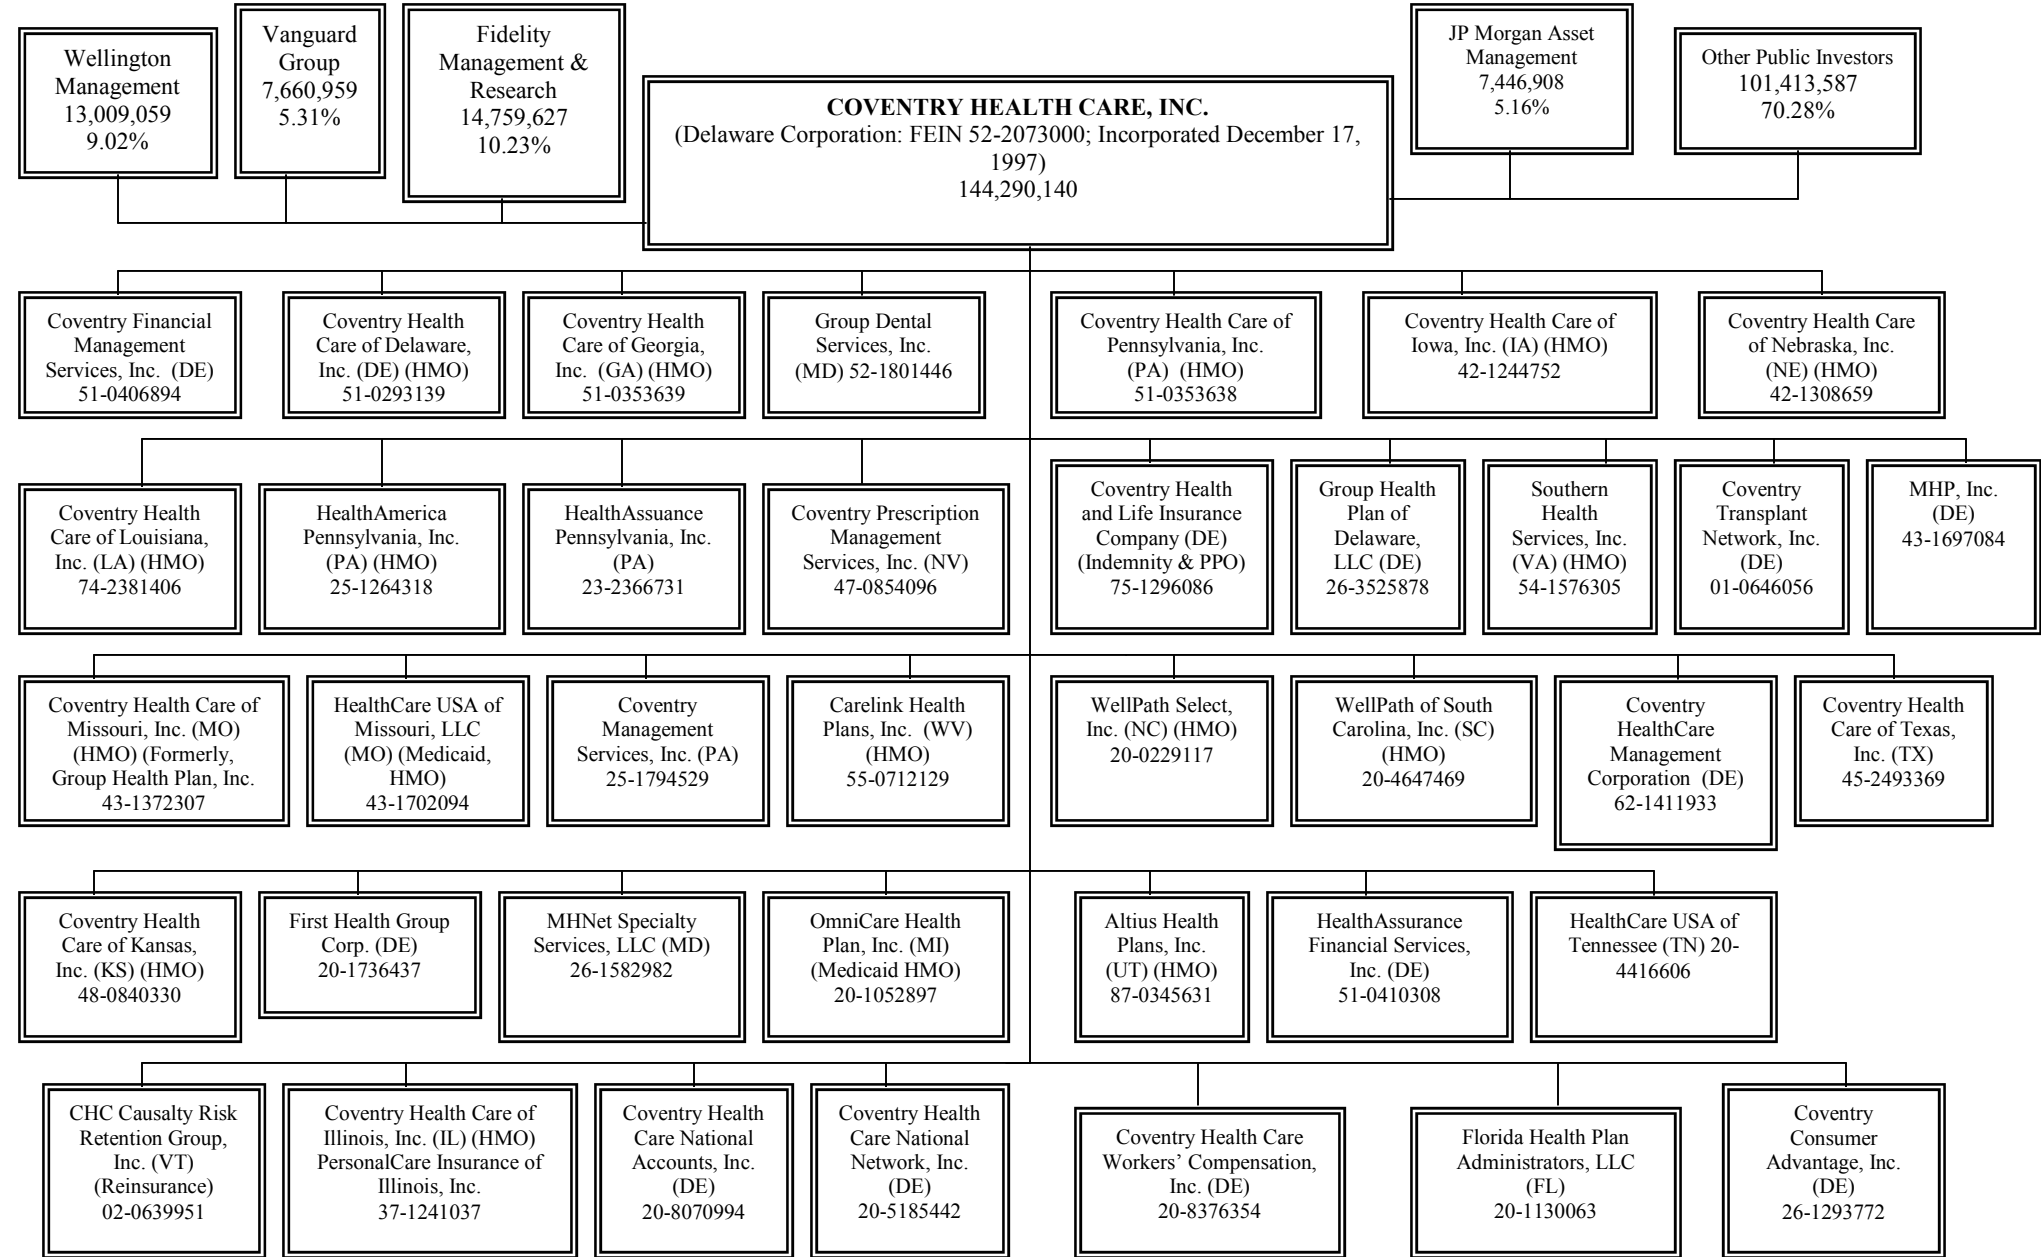 Wellington
Management
13,009,059
9.02%
Vanguard
Group
7,660,959
5.31%
Fidelity
Management &
Research
14,759,627
10.23%
COVENTRY HEALTH CARE, INC.
(Delaware Corporation: FEIN 52-2073000; Incorporated December 17,
1997)
144,290,140
JP Morgan Asset
Management
7,446,908
5.16%
Other Public Investors
101,413,587
70.28%
Coventry Financial
Management
Services, Inc. (DE)
51-0406894
Coventry Health
Care of Delaware,
Inc. (DE) (HMO)
51-0293139
Coventry Health
Care of Georgia,
Inc. (GA) (HMO)
51-0353639
Group Dental
Services, Inc.
(MD) 52-1801446
Coventry Health Care of
Pennsylvania, Inc.
(PA) (HMO)
51-0353638
Coventry Health Care of
Iowa, Inc. (IA) (HMO)
42-1244752
Coventry Health Care
of Nebraska, Inc.
(NE) (HMO)
42-1308659
Coventry Health
Care of Louisiana,
Inc. (LA) (HMO)
74-2381406
HealthAmerica
Pennsylvania, Inc.
(PA) (HMO)
25-1264318
HealthAssuance
Pennsylvania, Inc.
(PA)
23-2366731
Coventry Prescription
Management
Services, Inc. (NV)
47-0854096
Coventry Health
and Life Insurance
Company (DE)
(Indemnity & PPO)
75-1296086
Group Health
Plan of
Delaware,
LLC (DE)
26-3525878
Southern
Health
Services, Inc.
(VA) (HMO)
54-1576305
Coventry
Transplant
Network, Inc.
(DE)
01-0646056
MHP, Inc.
(DE)
43-1697084
Coventry Health Care of
Missouri, Inc. (MO)
(HMO) (Formerly,
Group Health Plan, Inc.
43-1372307
HealthCare USA of
Missouri, LLC
(MO) (Medicaid,
HMO)
43-1702094
Coventry
Management
Services, Inc. (PA)
25-1794529
Carelink Health
Plans, Inc. (WV)
(HMO)
55-0712129
WellPath Select,
Inc. (NC) (HMO)
20-0229117
WellPath of South
Carolina, Inc. (SC)
(HMO)
20-4647469
Coventry
HealthCare
Management
Corporation (DE)
62-1411933
Coventry Health
Care of Texas,
Inc. (TX)
45-2493369
Coventry Health
Care of Kansas,
Inc. (KS) (HMO)
48-0840330
First Health Group
Corp. (DE)
20-1736437
MHNet Specialty
Services, LLC (MD)
26-1582982
OmniCare Health
Plan, Inc. (MI)
(Medicaid HMO)
20-1052897
Altius Health
Plans, Inc.
(UT) (HMO)
87-0345631
HealthAssurance
Financial Services,
Inc. (DE)
51-0410308
HealthCare USA of
Tennessee (TN) 20-
4416606
CHC Causalty Risk
Retention Group,
Inc. (VT)
(Reinsurance)
02-0639951
Coventry Health Care of
Illinois, Inc. (IL) (HMO)
PersonalCare Insurance of
Illinois, Inc.
37-1241037
Coventry Health
Care National
Accounts, Inc.
(DE)
20-8070994
Coventry Health
Care National
Network, Inc.
(DE)
20-5185442
Coventry Health Care
Workers’ Compensation,
Inc. (DE)
20-8376354
Florida Health Plan
Administrators, LLC
(FL)
20-1130063
Coventry
Consumer
Advantage, Inc.
(DE)
26-1293772